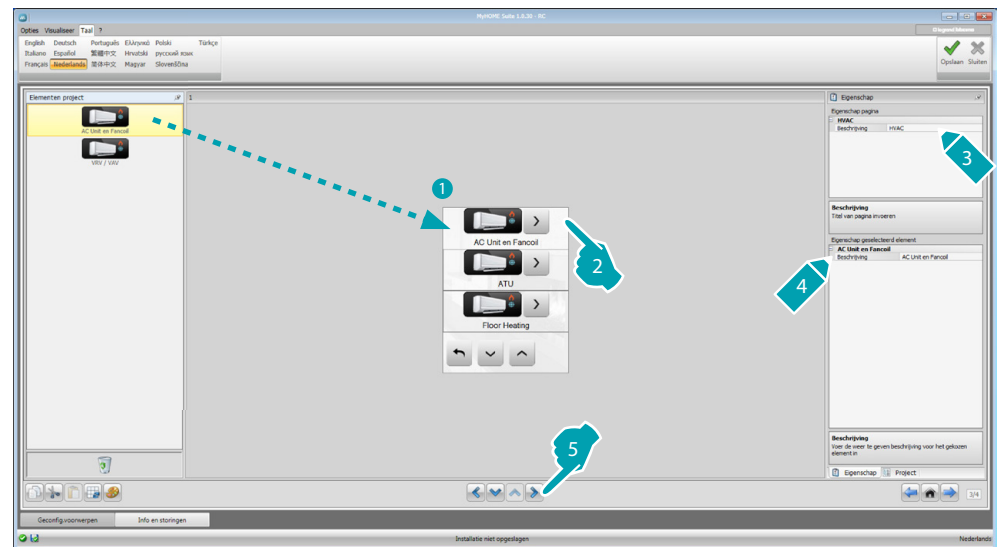 MyHOME Suite 1.0.30 - RC
Opties Visualiseer Taal ?
English Deutsch Português Ελληνικά Polski Türkçe
Italiano Español 繁體中文 Hrvatski русский язык
Français Nederlands 简体中文 Magyar Slovenščina
Opslaan Sluiten
Elementen project
1
AC Unit en Fancoil
VRV / VAV
1
AC Unit en Fancoil
2
ATU
Floor Heating
Eigenschap
Eigenschap pagina
HVAC
Beschrijving HVAC
3
Beschrijving
Titel van pagina invoeren
Eigenschap geselecteerd element
AC Unit en Fancoil
Beschrijving AC Unit en Fancoil
4
Beschrijving
Voer de weer te geven beschrijving voor het gekozen
element in
Eigenschap Project
5
3/4
Geconfig.voorwerpen Info en storingen
Installatie niet opgeslagen
Nederlands